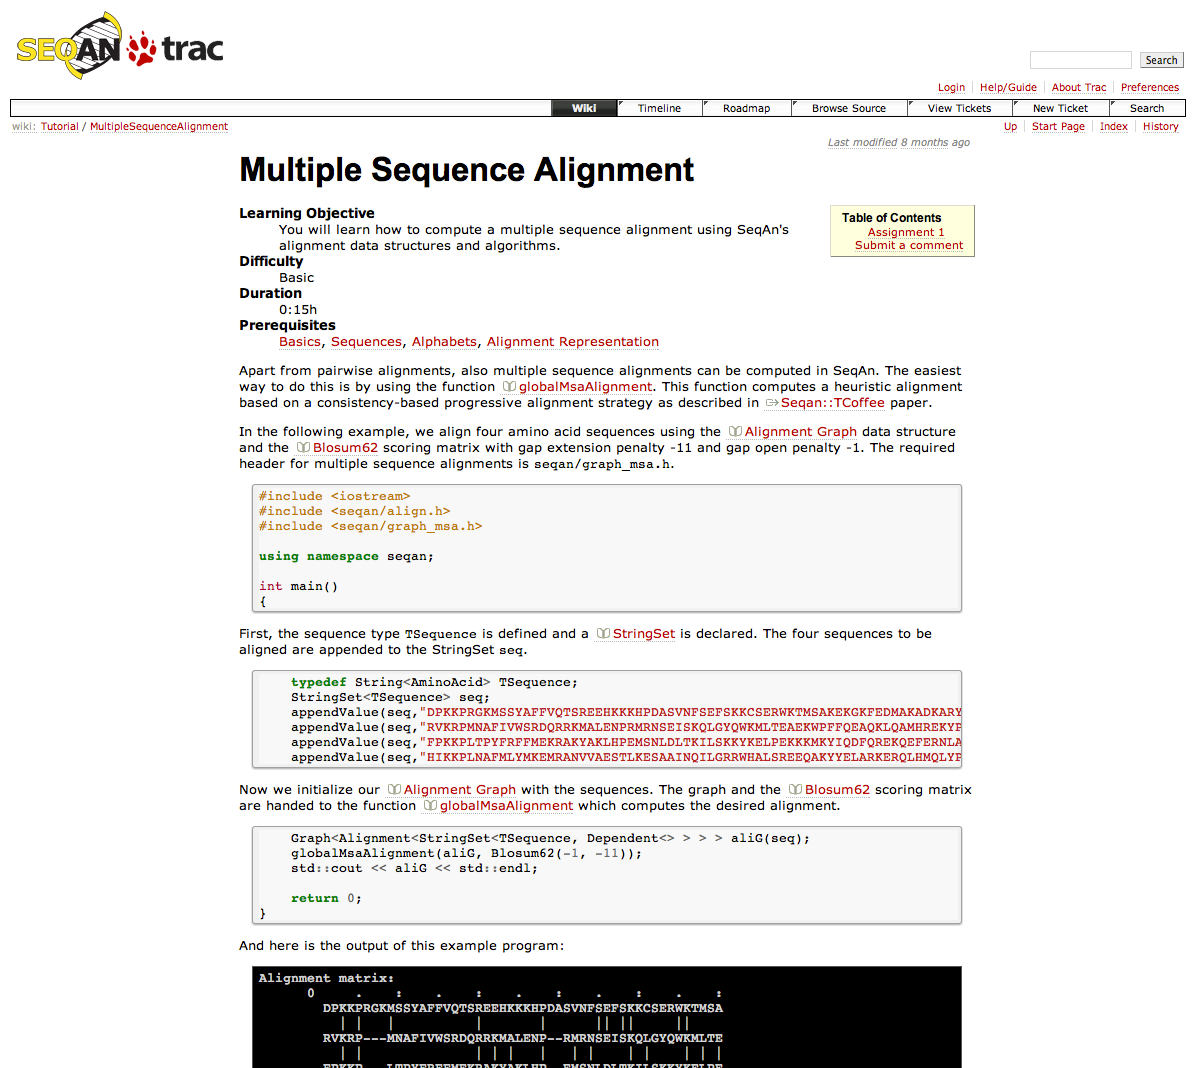 SEQAN trac
Search
Login Help/Guide About Trac Preferences
Wiki Timeline Roadmap Browse Source View Tickets New Ticket Search
wiki: Tutorial / MultipleSequenceAlignment
Up Start Page Index History
Last modified 8 months ago
Multiple Sequence Alignment
Table of Contents
Assignment 1
Submit a comment
Learning Objective
You will learn how to compute a multiple sequence alignment using SeqAn's
alignment data structures and algorithms.
Difficulty
Basic
Duration
0:15h
Prerequisites
Basics, Sequences, Alphabets, Alignment Representation
Apart from pairwise alignments, also multiple sequence alignments can be computed in SeqAn. The easiest
way to do this is by using the function globalMsaAlignment. This function computes a heuristic alignment
based on a consistency-based progressive alignment strategy as described in Seqan::TCoffee paper.
In the following example, we align four amino acid sequences using the Alignment Graph data structure
and the Blosum62 scoring matrix with gap extension penalty -11 and gap open penalty -1. The required
header for multiple sequence alignments is seqan/graph_msa.h.
#include <iostream>
#include <seqan/align.h>
#include <seqan/graph_msa.h>
using namespace seqan;
int main()
{
First, the sequence type TSequence is defined and a StringSet is declared. The four sequences to be
aligned are appended to the StringSet seq.
typedef String<AminoAcid> TSequence;
StringSet<TSequence> seq;
appendValue(seq,"DPKKPRGKMSSYAFFVQTSREEHKKKHPDASVNFSEFSKKCSERWKTMSAKEKGKFEDMAKADKARY
appendValue(seq,"RVKRPMNAFIVWSRDQRRKMALENPRMRNSEISKQLGYQWKMLTEAEKWPFFQEAQKLQAMHREKYP
appendValue(seq,"FPKKPLTPYFRFFMEKRAKYAKLHPEMSNLDLTKILSKKYKELPEKKKMKYIQDFQREKQEFERNLA
appendValue(seq,"HIKKPLNAFMLYMKEMRANVVAESTLKESAAINQILGRRWHALSREEQAKYYELARKERQLHMQLYP
Now we initialize our Alignment Graph with the sequences. The graph and the Blosum62 scoring matrix
are handed to the function globalMsaAlignment which computes the desired alignment.
Graph<Alignment<StringSet<TSequence, Dependent<> > > > aliG(seq);
globalMsaAlignment(aliG, Blosum62(-1, -11));
std::cout << aliG << std::endl;
return 0;
}
And here is the output of this example program:
Alignment matrix:
0 . : . : . : . : . :
DPKKPRGKMSSYAFFVQTSREEHKKKHPDASVNFSEFSKKCSERWKTMSA
| | | | | || || ||
RVKRP---MNAFIVWSRDQRRKMALENP--RMRNSEISKQLGYQWKMLTE
| | | | | | | | | | | | |